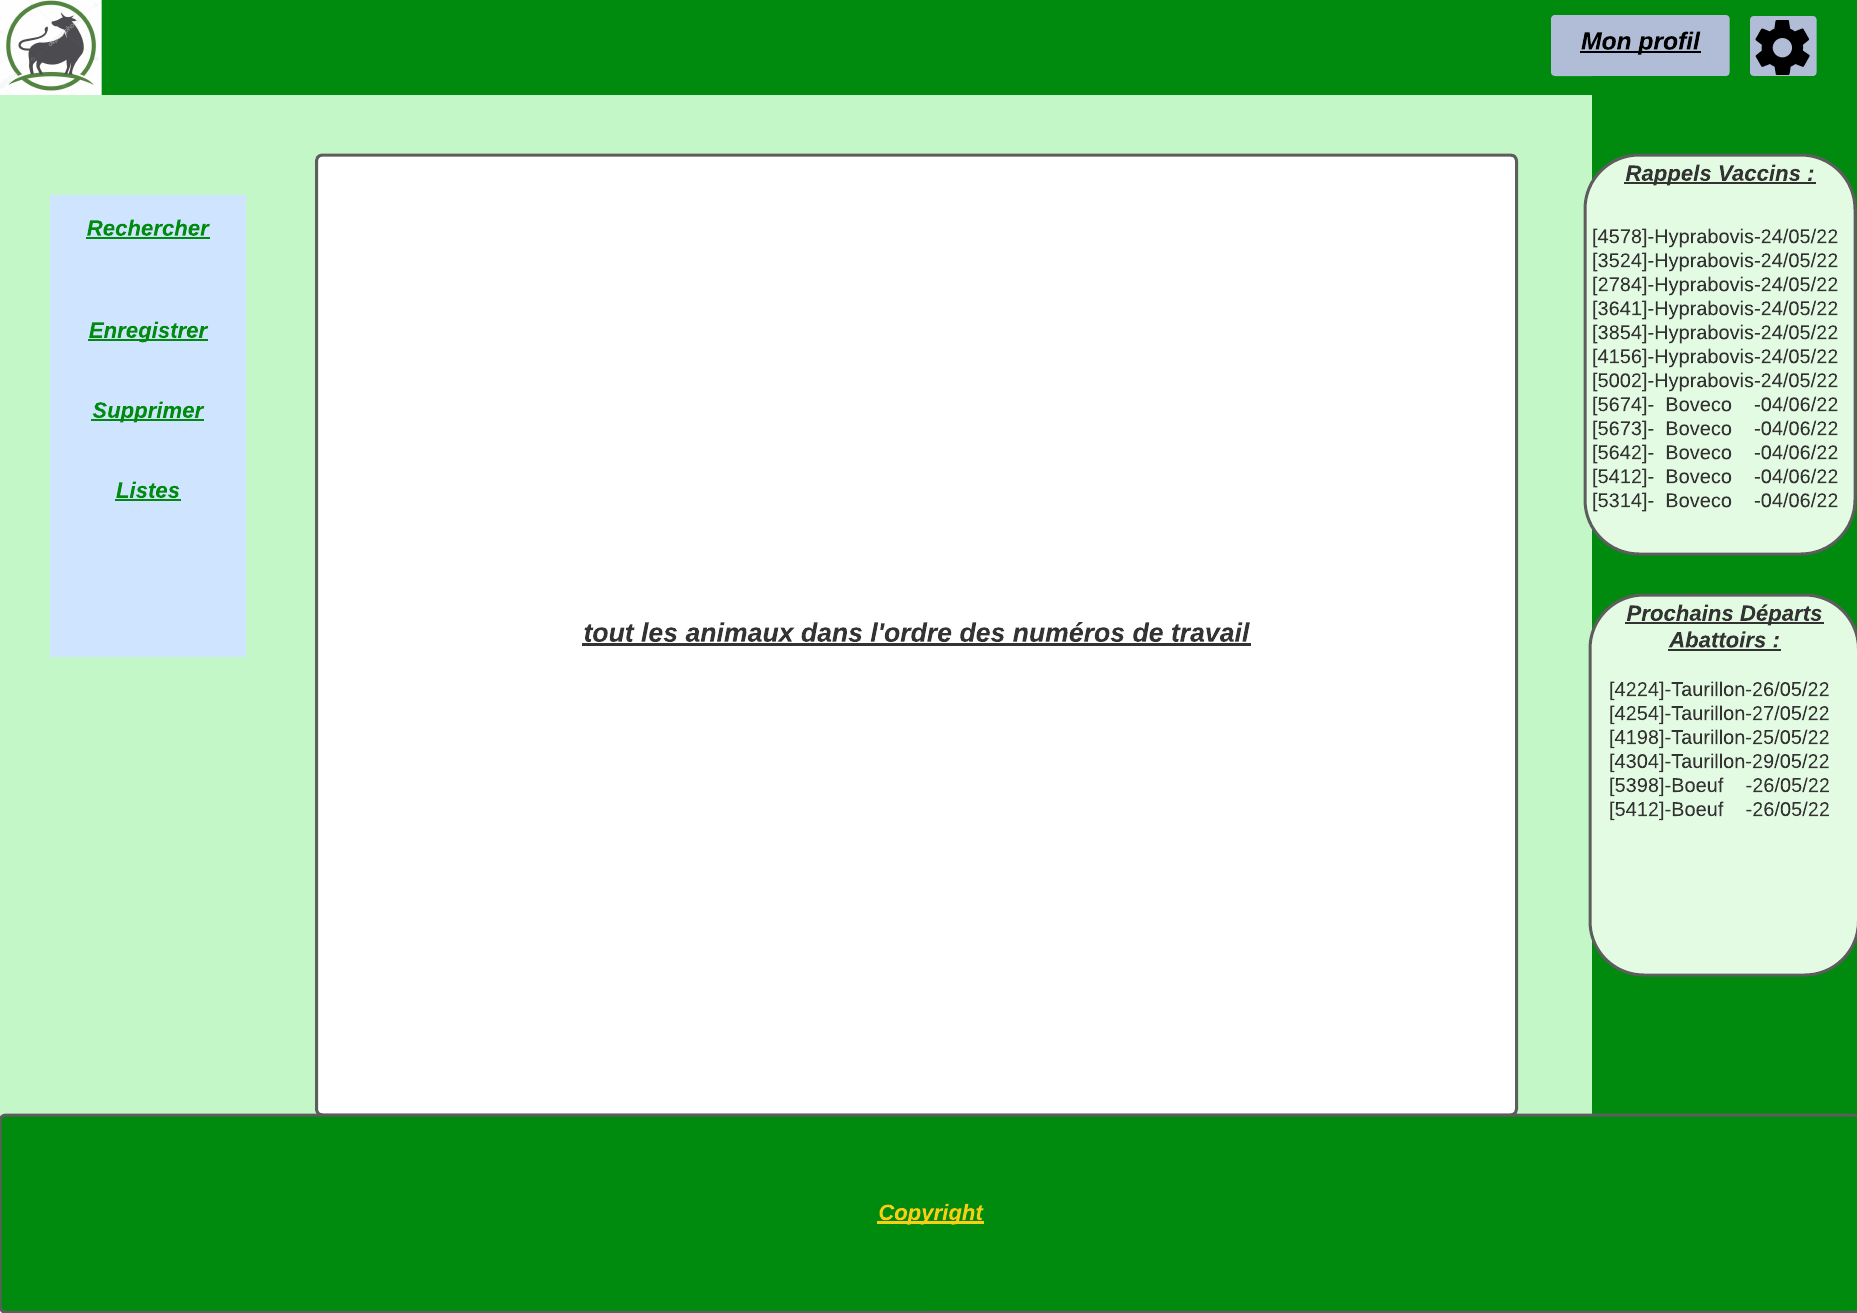 Mon profil
Rechercher
Enregistrer
Supprimer
Listes
tout les animaux dans l'ordre des numéros de travail
Rappels Vaccins :
[4578]-Hyprabovis-24/05/22
[3524]-Hyprabovis-24/05/22
[2784]-Hyprabovis-24/05/22
[3641]-Hyprabovis-24/05/22
[3854]-Hyprabovis-24/05/22
[4156]-Hyprabovis-24/05/22
[5002]-Hyprabovis-24/05/22
[5674]- Boveco -04/06/22
[5673]- Boveco -04/06/22
[5642]- Boveco -04/06/22
[5412]- Boveco -04/06/22
[5314]- Boveco -04/06/22
Prochains Départs
Abattoirs :
[4224]-Taurillon-26/05/22
[4254]-Taurillon-27/05/22
[4198]-Taurillon-25/05/22
[4304]-Taurillon-29/05/22
[5398]-Boeuf -26/05/22
[5412]-Boeuf -26/05/22
Copyright